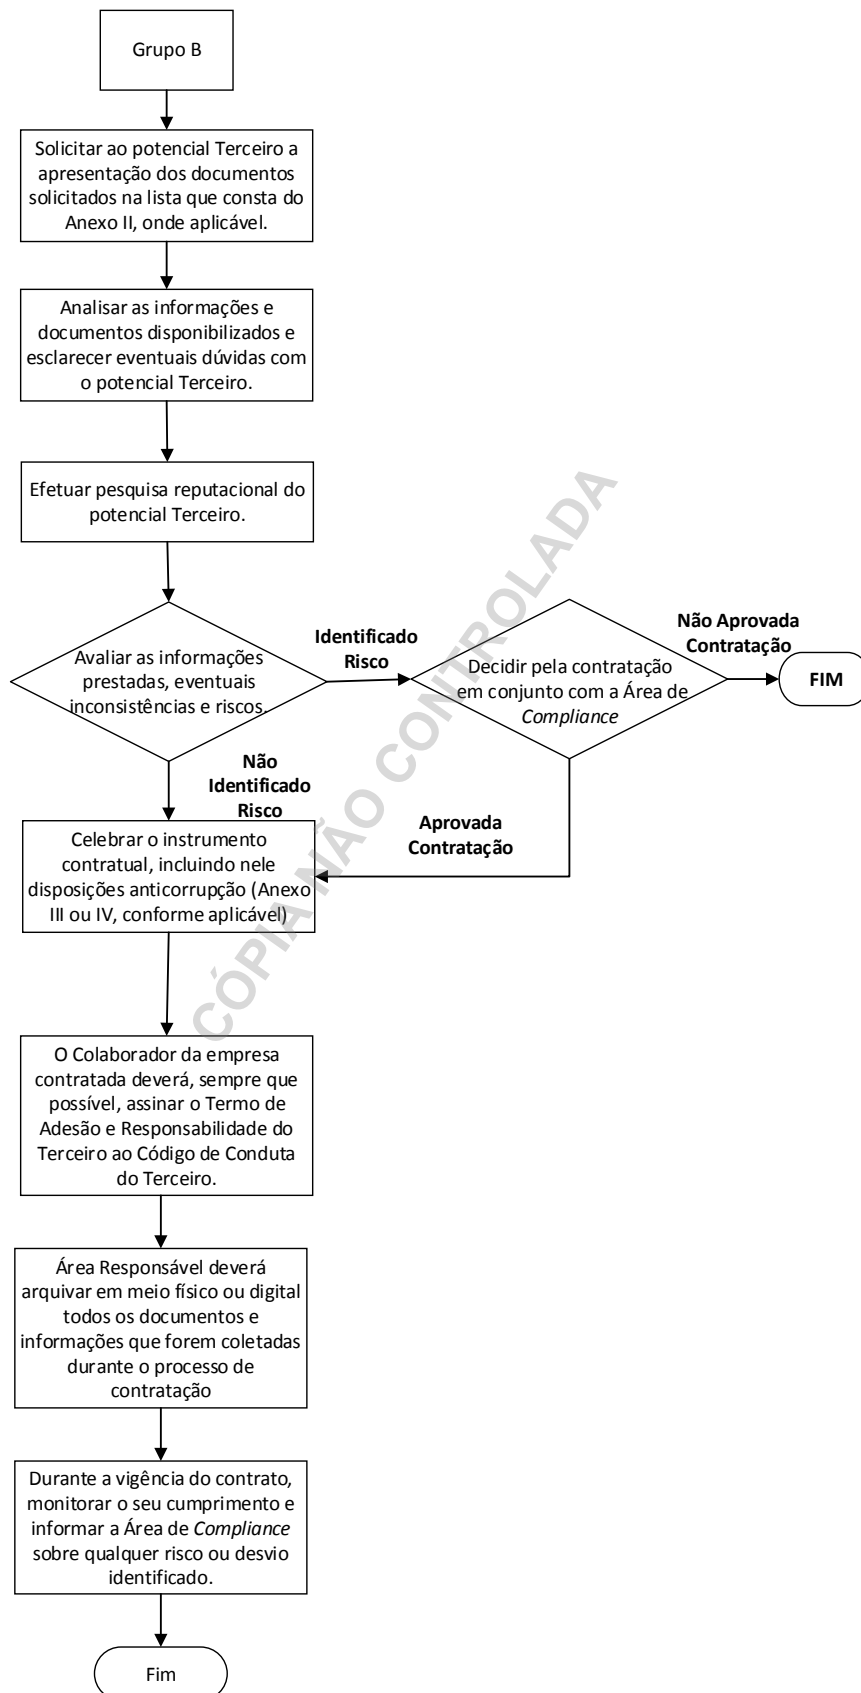 Grupo B
Solicitar ao potencial Terceiro a
apresentação dos documentos
solicitados na lista que consta do
Anexo II, onde aplicável.
Analisar as informações e
documentos disponibilizados e
esclarecer eventuais dúvidas com
o potencial Terceiro.
Efetuar pesquisa reputacional do
potencial Terceiro.
Avaliar as informações
prestadas, eventuais
inconsistências e riscos.
Identificado
Risco
Decidir pela contratação
em conjunto com a Área de
Compliance
Não Aprovada
Contratação
FIM
Não
Identificado
Risco
Aprovada
Contratação
Celebrar o instrumento
contratual, incluindo nele
disposições anticorrupção (Anexo
III ou IV, conforme aplicável)
O Colaborador da empresa
contratada deverá, sempre que
possível, assinar o Termo de
Adesão e Responsabilidade do
Terceiro ao Código de Conduta
do Terceiro.
Área Responsável deverá
arquivar em meio físico ou digital
todos os documentos e
informações que forem coletadas
durante o processo de
contratação
Durante a vigência do contrato,
monitorar o seu cumprimento e
informar a Área de Compliance
sobre qualquer risco ou desvio
identificado.
Fim
CÓPIA NÃO CONTROLADA